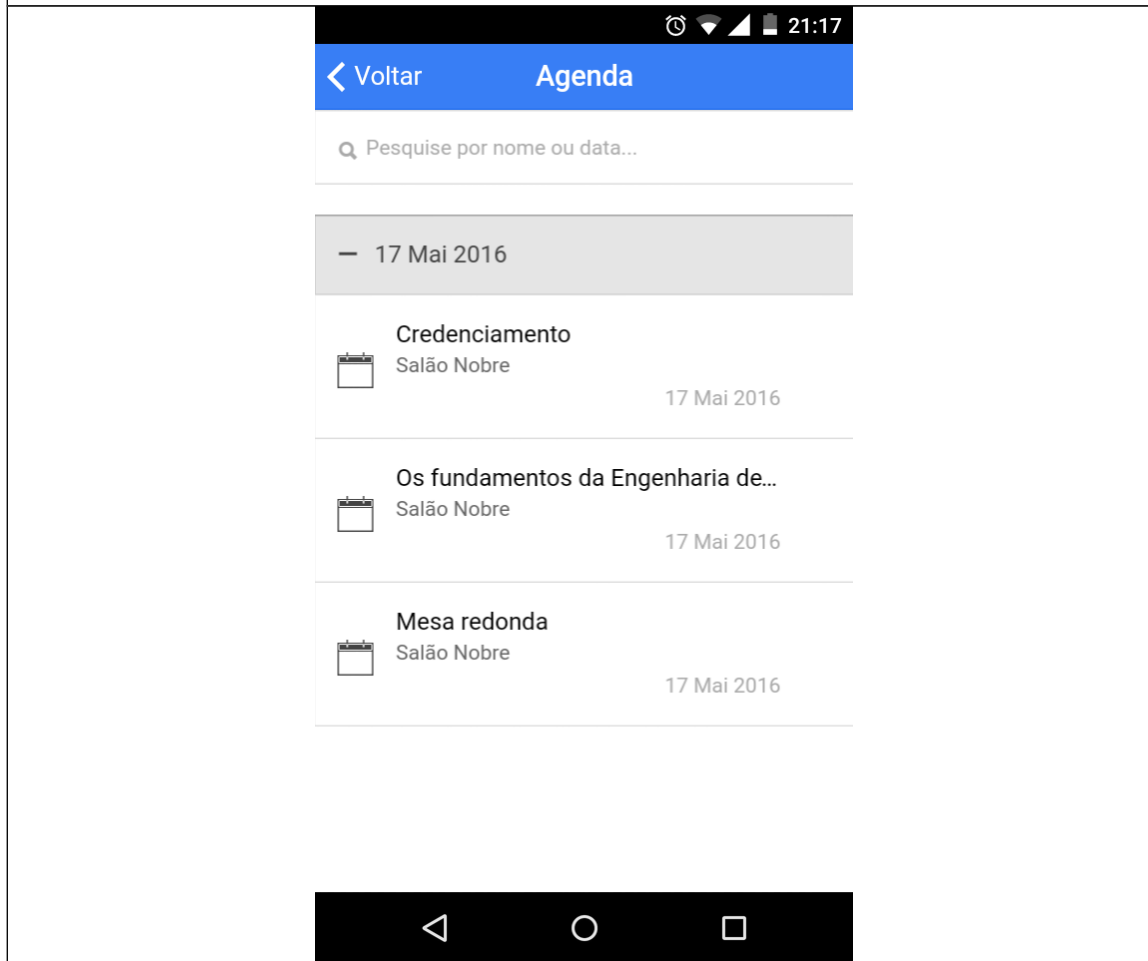 21:17
Voltar
Agenda
Pesquise por nome ou data...
17 Mai 2016
Credenciamento
Salão Nobre
17 Mai 2016
Os fundamentos da Engenharia de...
Salão Nobre
17 Mai 2016
Mesa redonda
Salão Nobre
17 Mai 2016